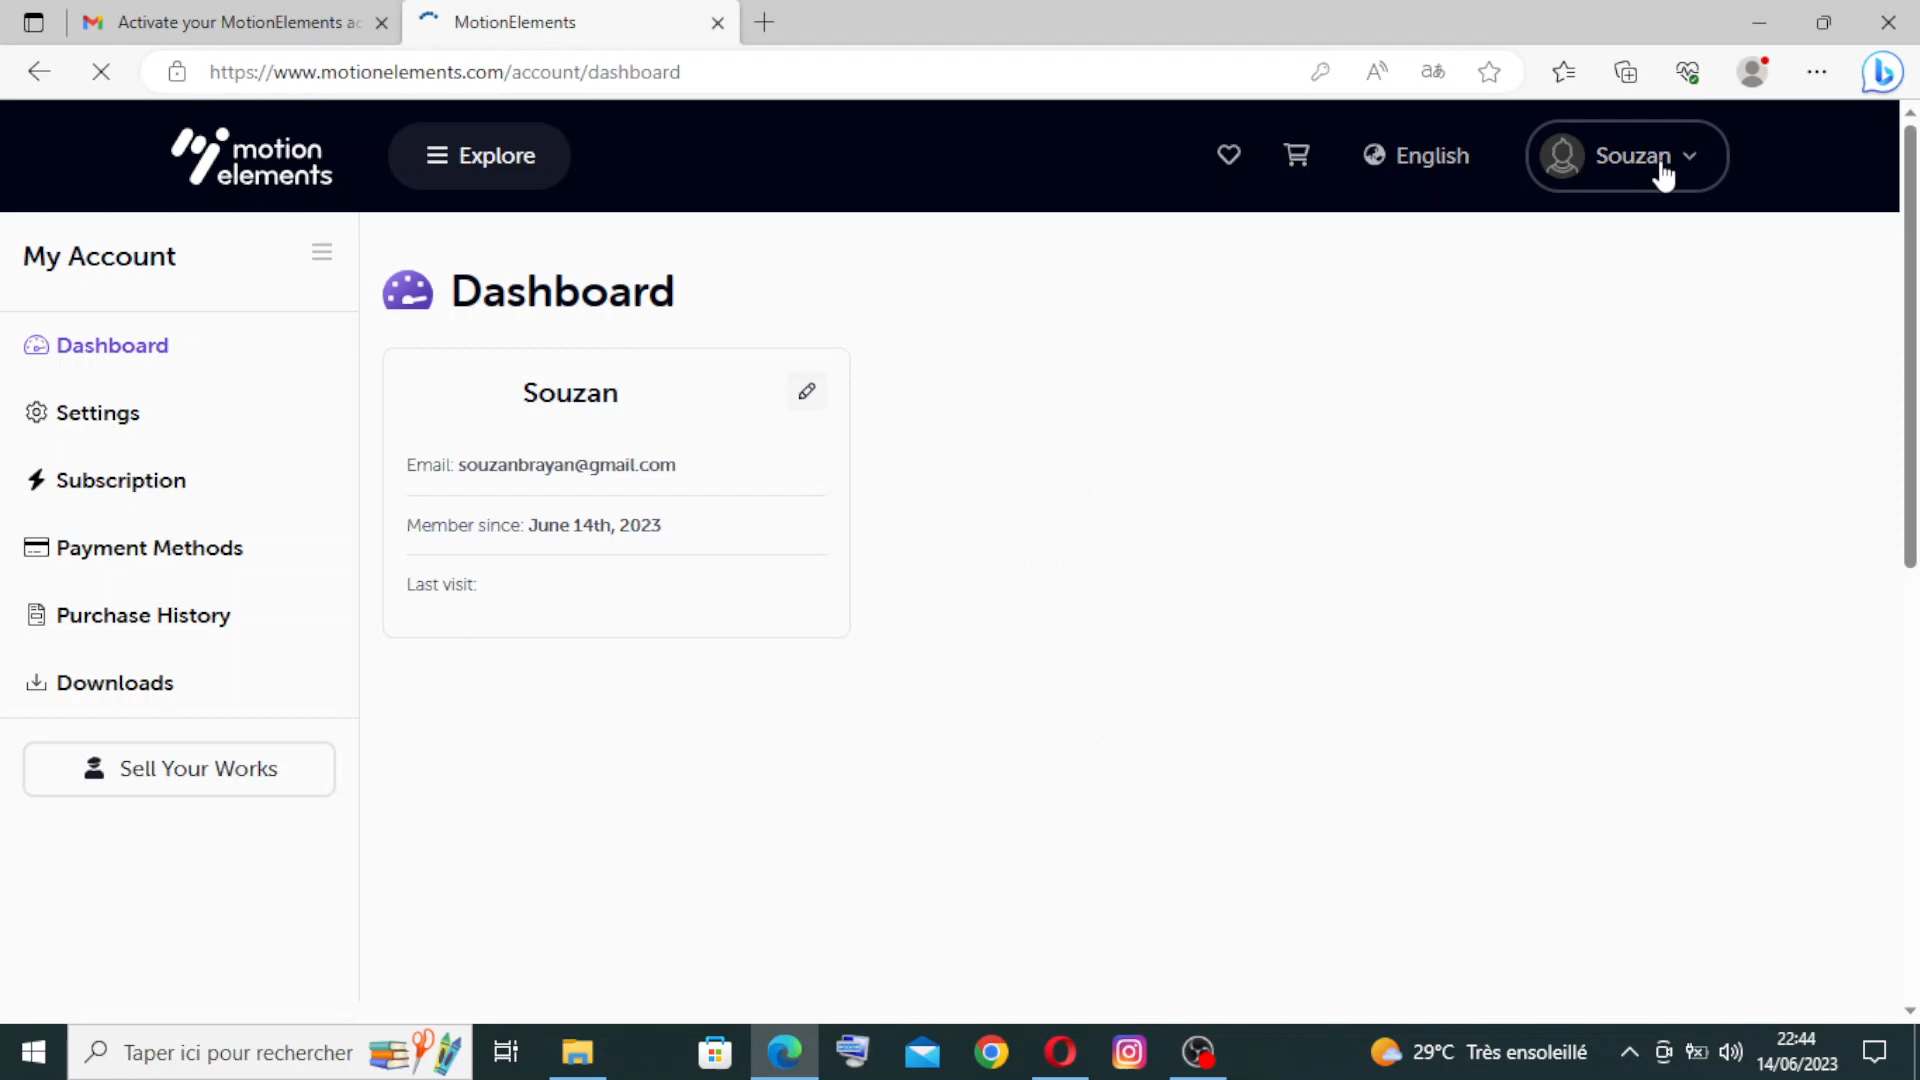 Activate your MotionElements ac
MotionElements
https://www.motionelements.com/account/dashboard
motion elements
Explore
English
Souzan
My Account
Dashboard
Settings
Subscription
Payment Methods
Purchase History
Downloads
Sell Your Works
Dashboard
Souzan
Email: souzanbrayan@gmail.com
Member since: June 14th, 2023
Last visit:
Taper ici pour rechercher
29°C Très ensoleillé
22:44
14/06/2023